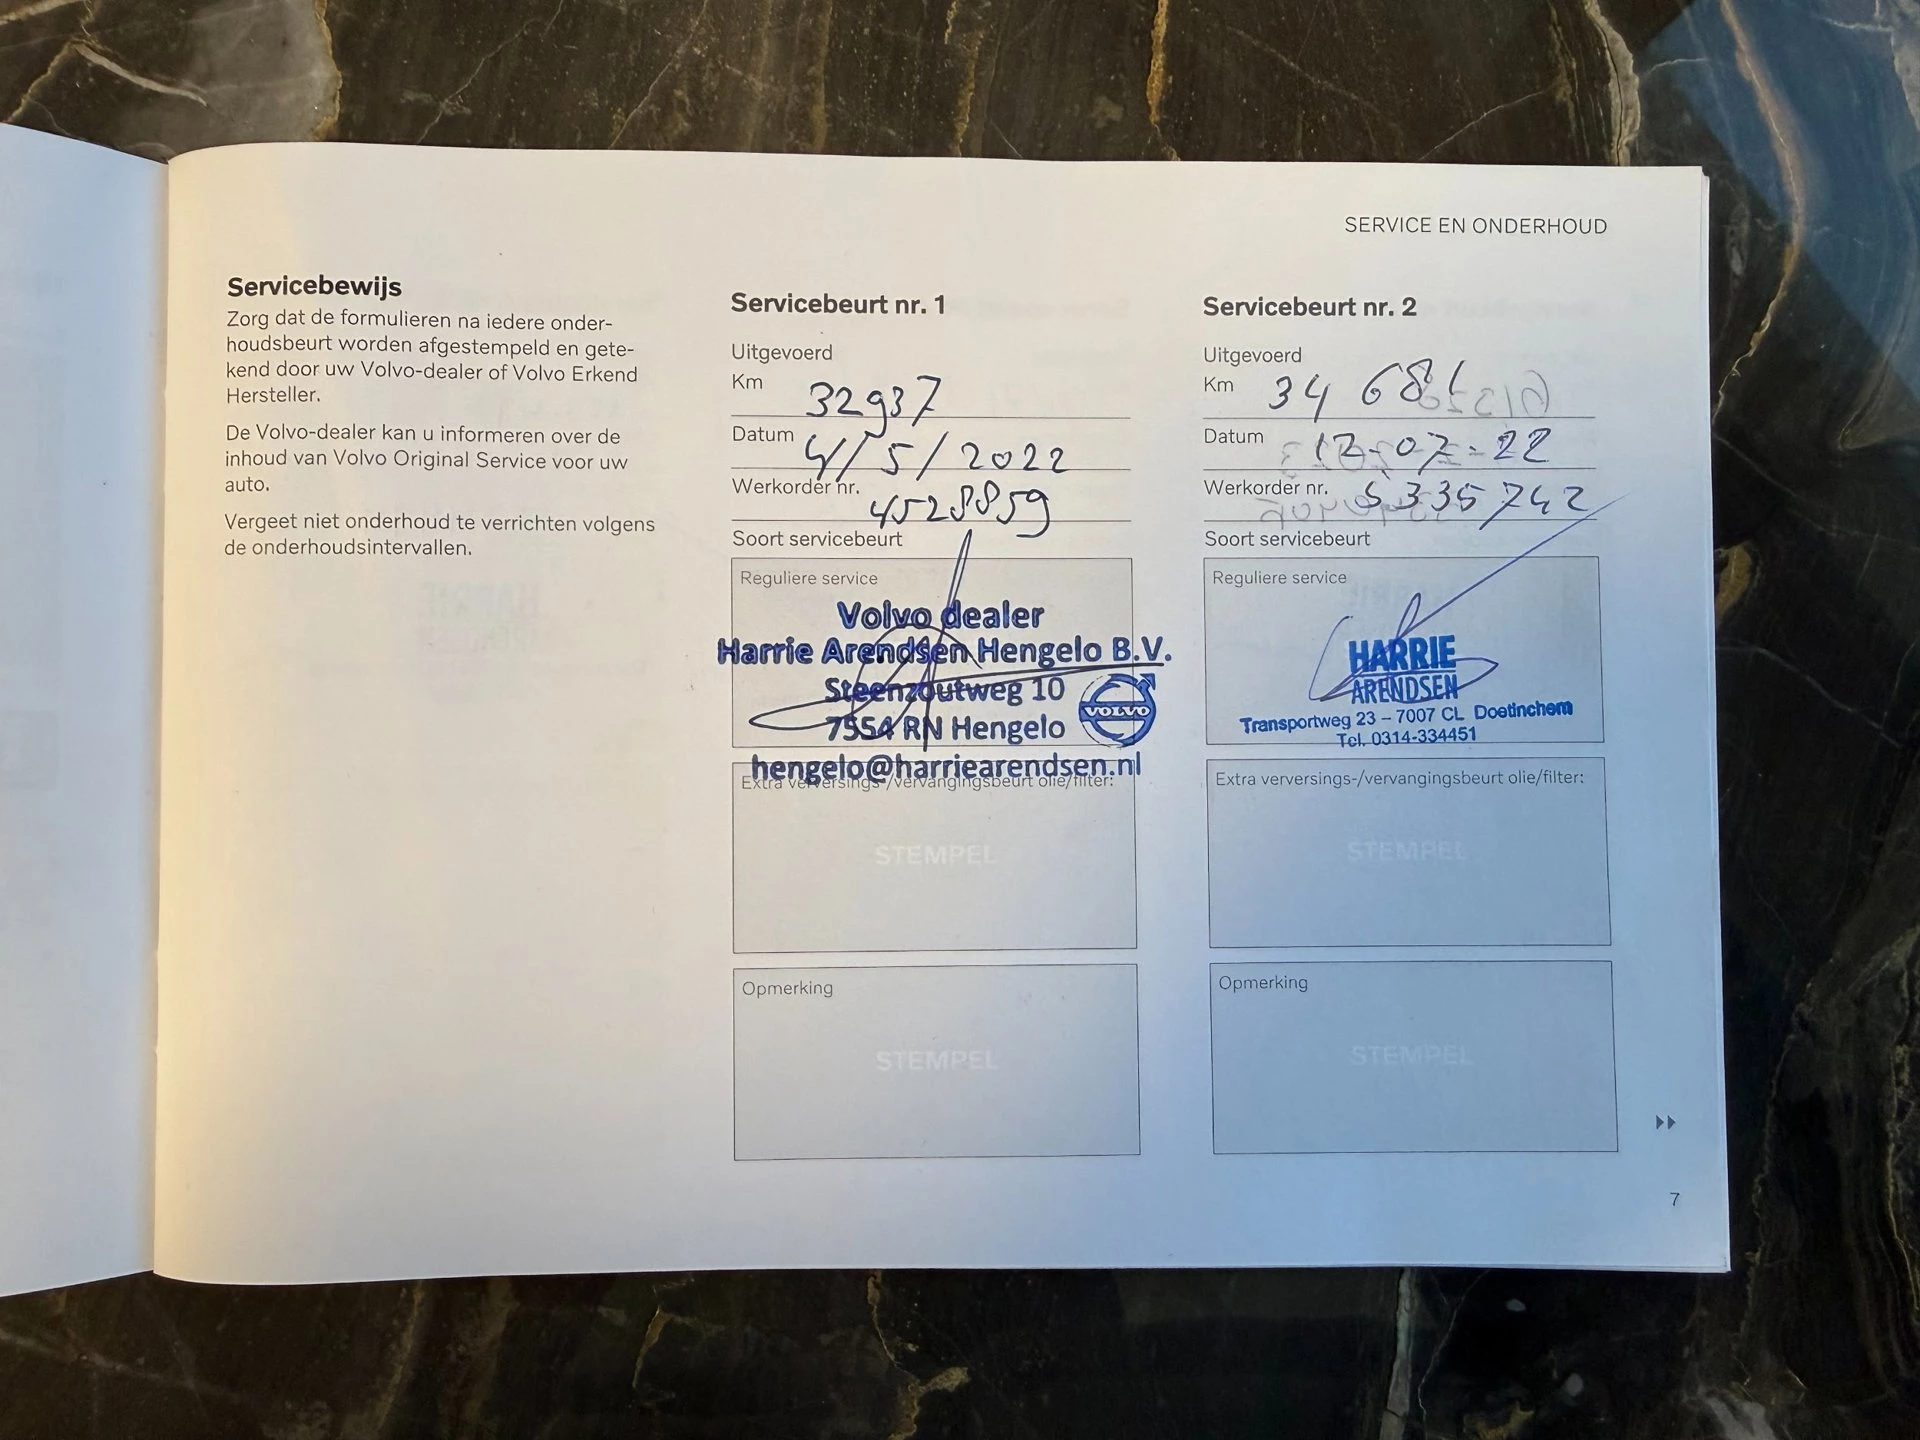 SERVICE EN ONDERHOUD
Servicebewijs
Zorg dat de formulieren na iedere onder-
houdsbeurt worden afgestempeld en gete-
kend door uw Volvo-dealer of Volvo Erkend
Hersteller.
De Volvo-dealer kan u informeren over de
inhoud van Volvo Original Service voor uw
auto.
Vergeet niet onderhoud te verrichten volgens
de onderhoudsintervallen.
Servicebeurt nr. 1
Uitgevoerd
Km 32937
Datum 4/5/2022
Werkorder nr. 4528859
Soort servicebeurt
Reguliere service
Volvo dealer
Harrie Arendsen Hengelo B.V.
Steenzoutweg 10
7554 RN Hengelo
VOLVO
hengelo@harriearendsen.nl
Extra verversings-/vervangingsbeurt olie/filter:
STEMPEL
Opmerking
STEMPEL
Servicebeurt nr. 2
Uitgevoerd
Km 34 681
Datum 12-07-22
Werkorder nr. 5335742
Soort servicebeurt
Reguliere service
HARRIE
ARENDSEN
Transportweg 23 – 7007 CL Doetinchem
Tel. 0314-334451
Extra verversings-/vervangingsbeurt olie/filter:
STEMPEL
Opmerking
STEMPEL
7